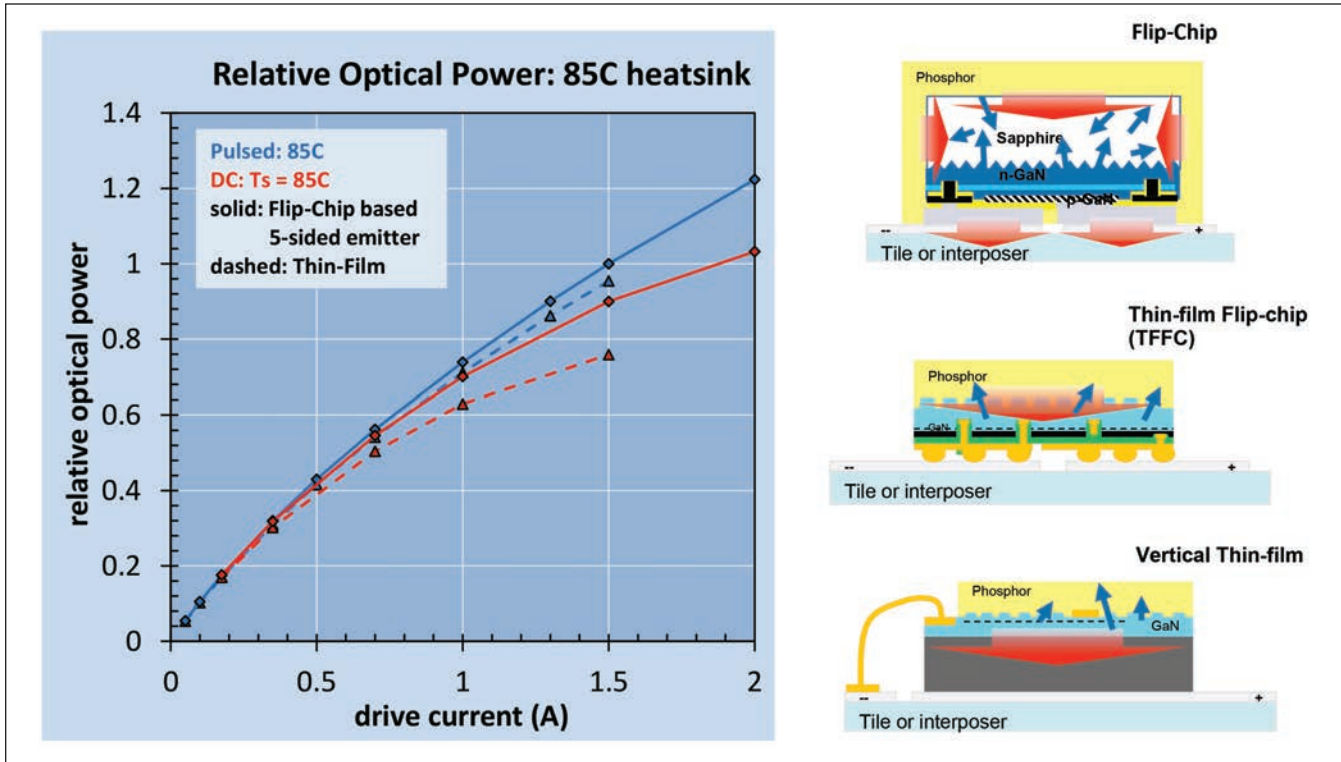 Relative Optical Power: 85C heatsink
1.4
1.2
1
0.8
0.6
0.4
0.2
0
relative optical power
Pulsed: 85C
DC: Ts = 85C
solid: Flip-Chip based
5-sided emitter
dashed: Thin-Film
0
0.5
1
1.5
2
drive current (A)
Flip-Chip
Phosphor
Sapphire
n-GaN
p-GaN
--
+
Tile or interposer
Thin-film Flip-chip
(TFFC)
Phosphor
GaN
--
+
Tile or interposer
Vertical Thin-film
Phosphor
GaN
--
+
Tile or interposer